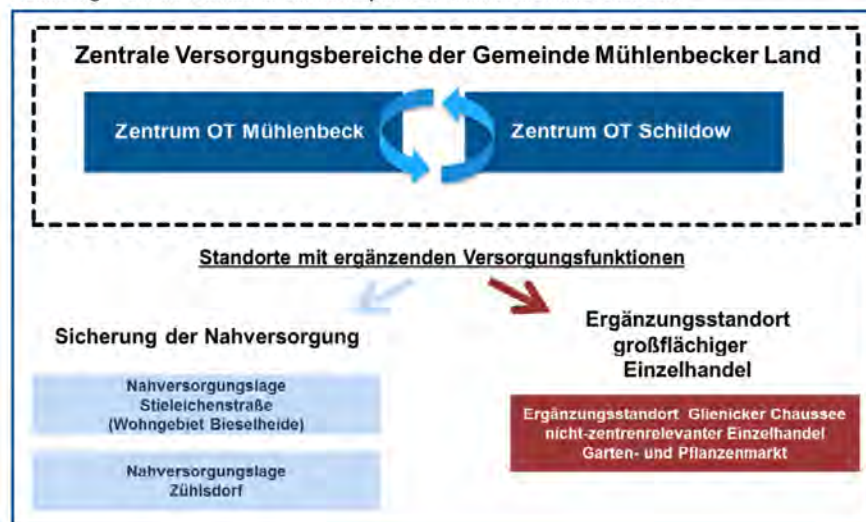 Zentrale Versorgungsbereiche der Gemeinde Mühlenbecker Land
Zentrum OT Mühlenbeck
Zentrum OT Schildow
Standorte mit ergänzenden Versorgungsfunktionen
Sicherung der Nahversorgung
Nahversorgungslage
Stieleichenstraße
(Wohngebiet Bieselheide)
Nahversorgungslage
Zühlsdorf
Ergänzungsstandort
großflächiger
Einzelhandel
Ergänzungsstandort Glienicker Chaussee
nicht-zentrenrelevanter Einzelhandel
Garten- und Pflanzenmarkt